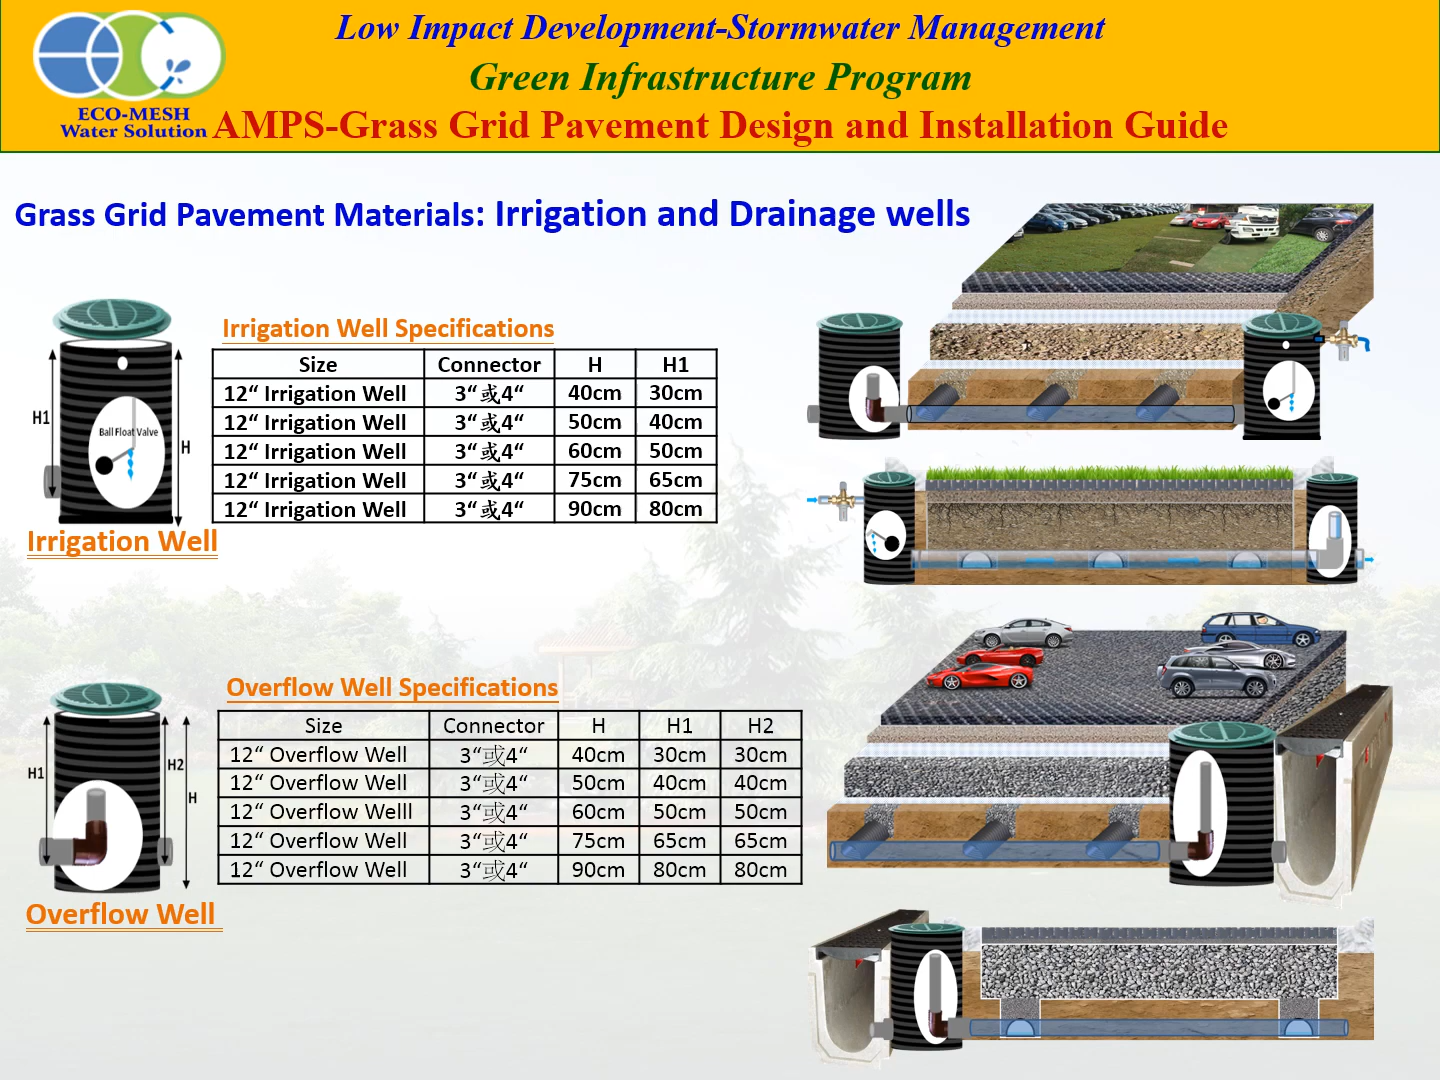 Low Impact Development-Stormwater Management
Green Infrastructure Program
AMPS-Grass Grid Pavement Design and Installation Guide
ECO-MESH
Water Solution
Grass Grid Pavement Materials: Irrigation and Drainage wells
Irrigation Well Specifications
Size Connector H H1
12“ Irrigation Well 3“或4“ 40cm 30cm
12“ Irrigation Well 3“或4“ 50cm 40cm
12“ Irrigation Well 3“或4“ 60cm 50cm
12“ Irrigation Well 3“或4“ 75cm 65cm
12“ Irrigation Well 3“或4“ 90cm 80cm
H1
Ball Float Valve
H
Irrigation Well
Overflow Well Specifications
Size Connector H H1 H2
12“ Overflow Well 3“或4“ 40cm 30cm 30cm
12“ Overflow Well 3“或4“ 50cm 40cm 40cm
12“ Overflow Welll 3“或4“ 60cm 50cm 50cm
12“ Overflow Well 3“或4“ 75cm 65cm 65cm
12“ Overflow Well 3“或4“ 90cm 80cm 80cm
H1
H2
H
Overflow Well